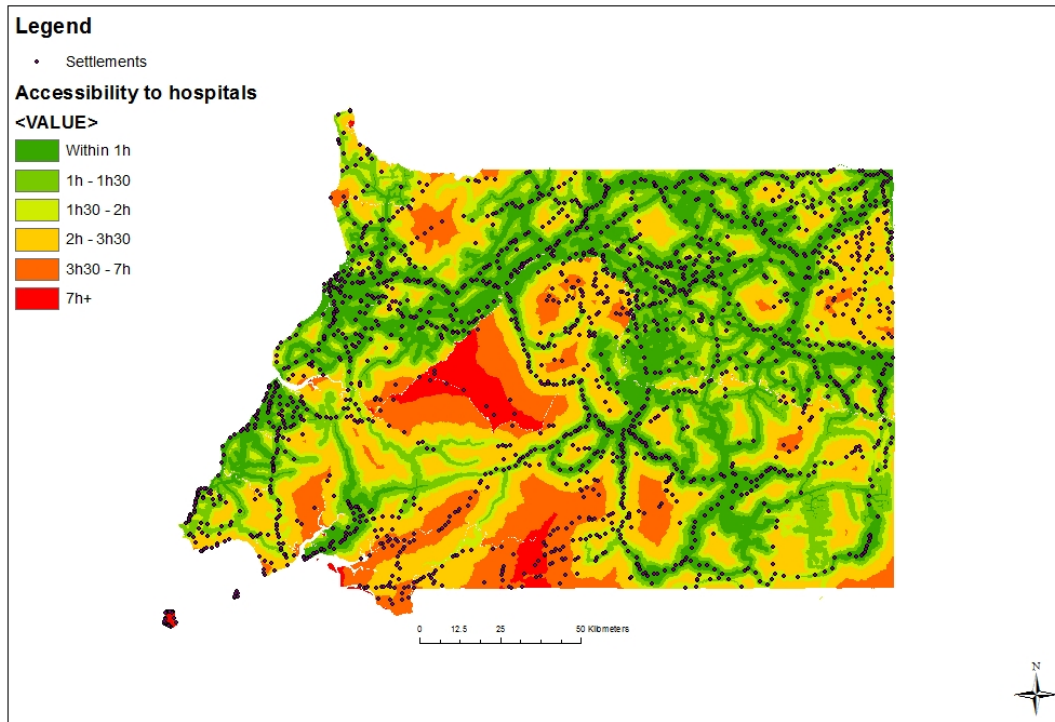 Legend
Settlements
Accessibility to hospitals
<VALUE>
Within 1h
1h - 1h30
1h30 - 2h
2h - 3h30
3h30 - 7h
7h+
0 12.5 25 50 Kilometers
N